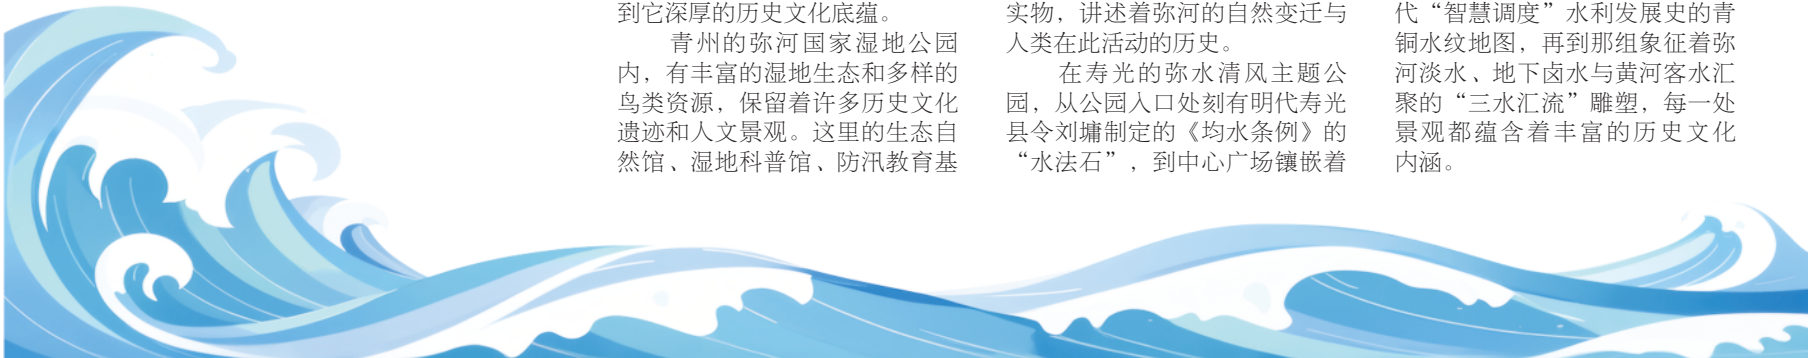 到它深厚的历史文化底蕴。
青州的弥河国家湿地公园
内，有丰富的湿地生态和多样的
鸟类资源，保留着许多历史文化
遗迹和人文景观。这里的生态自
然馆、湿地科普馆、防汛教育基
实物，讲述着弥河的自然变迁与
人类在此活动的历史。
在寿光的弥水清风主题公
园，从公园入口处刻有明代寿光
县令刘墉制定的《均水条例》的
“水法石”，到中心广场镶嵌着
代“智慧调度”水利发展史的青
铜水纹地图，再到那组象征着弥
河淡水、地下卤水与黄河客水汇
聚的“三水汇流”雕塑，每一处
景观都蕴含着丰富的历史文化
内涵。